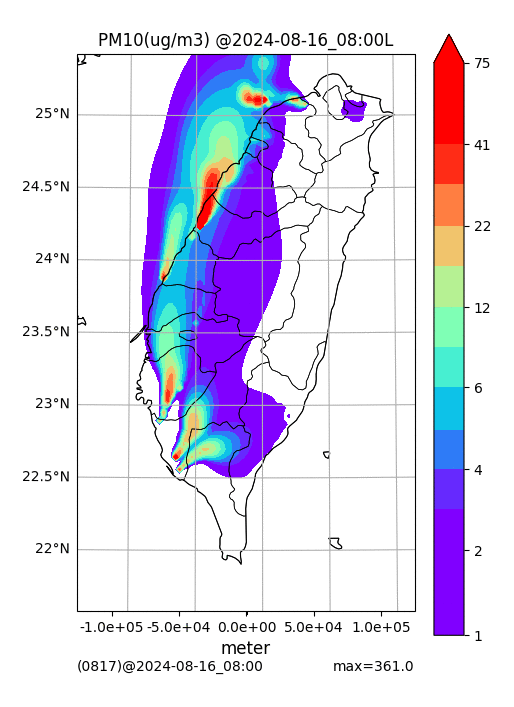 PM10(ug/m3) @2024-08-16_08:00L
75
25°N
41
24.5°N
22
24°N
12
23.5°N
6
23°N
4
22.5°N
2
22°N
1
-1.0e+05 -5.0e+04 0.0e+00 5.0e+04 1.0e+05
meter
(0817)@2024-08-16_08:00 max=361.0